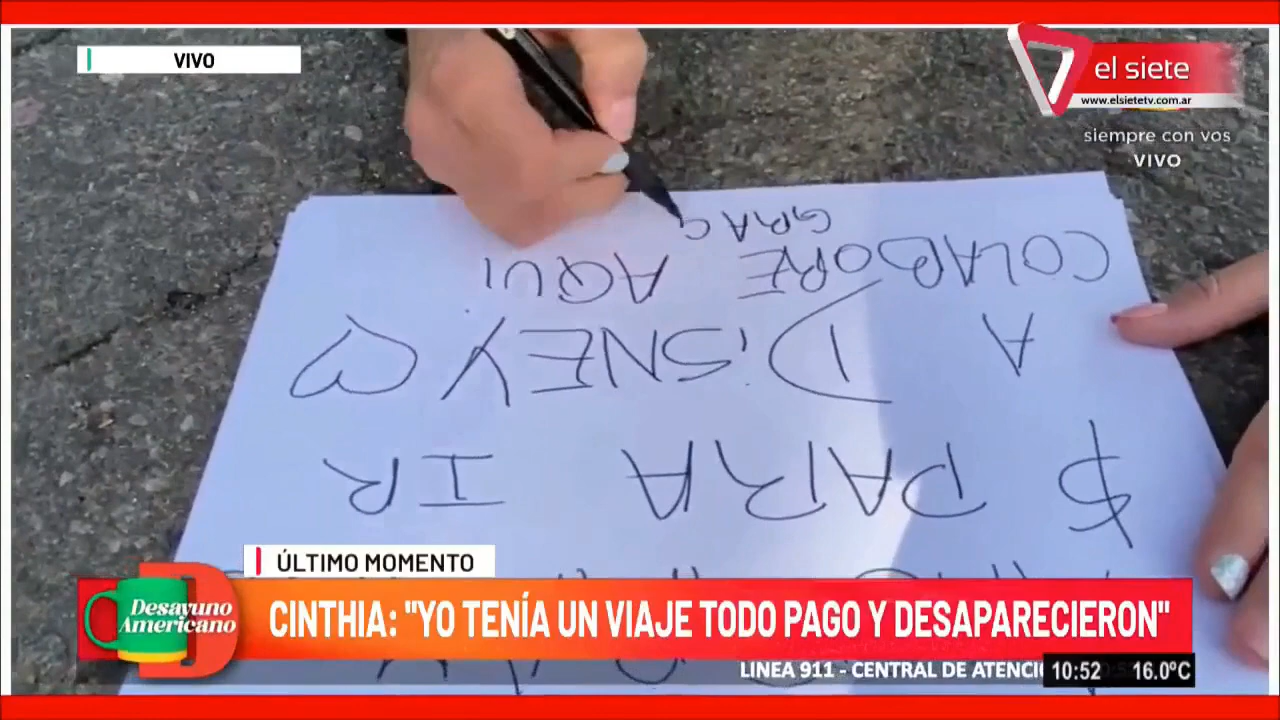 VIVO
el siete
www.elsietetv.com.ar
siempre con vos
VIVO
$ PARA IR
A DiSNEY
COLABORE AQUI
GRAC
ÚLTIMO MOMENTO
Desayuno
Americano
CINTHIA: "YO TENÍA UN VIAJE TODO PAGO Y DESAPARECIERON"
LINEA 911 - CENTRAL DE ATENCI
10:52 16.0°C